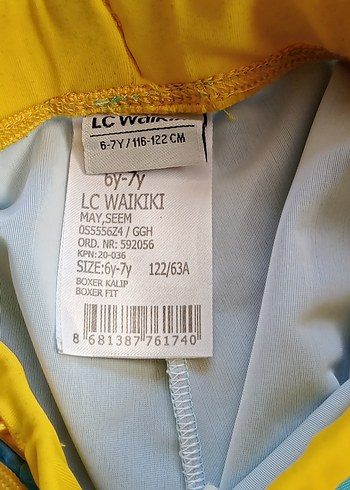 LC Waikiki
6-7Y / 116-122 CM
6y-7y
LC WAIKIKI
MAY,SEEM
0S5556Z4 / GGH
ORD. NR: 592056
KPN: 20-036
SIZE:6y-7y 122/63A
BOXER KALIP
BOXER FIT
8 681387 761740